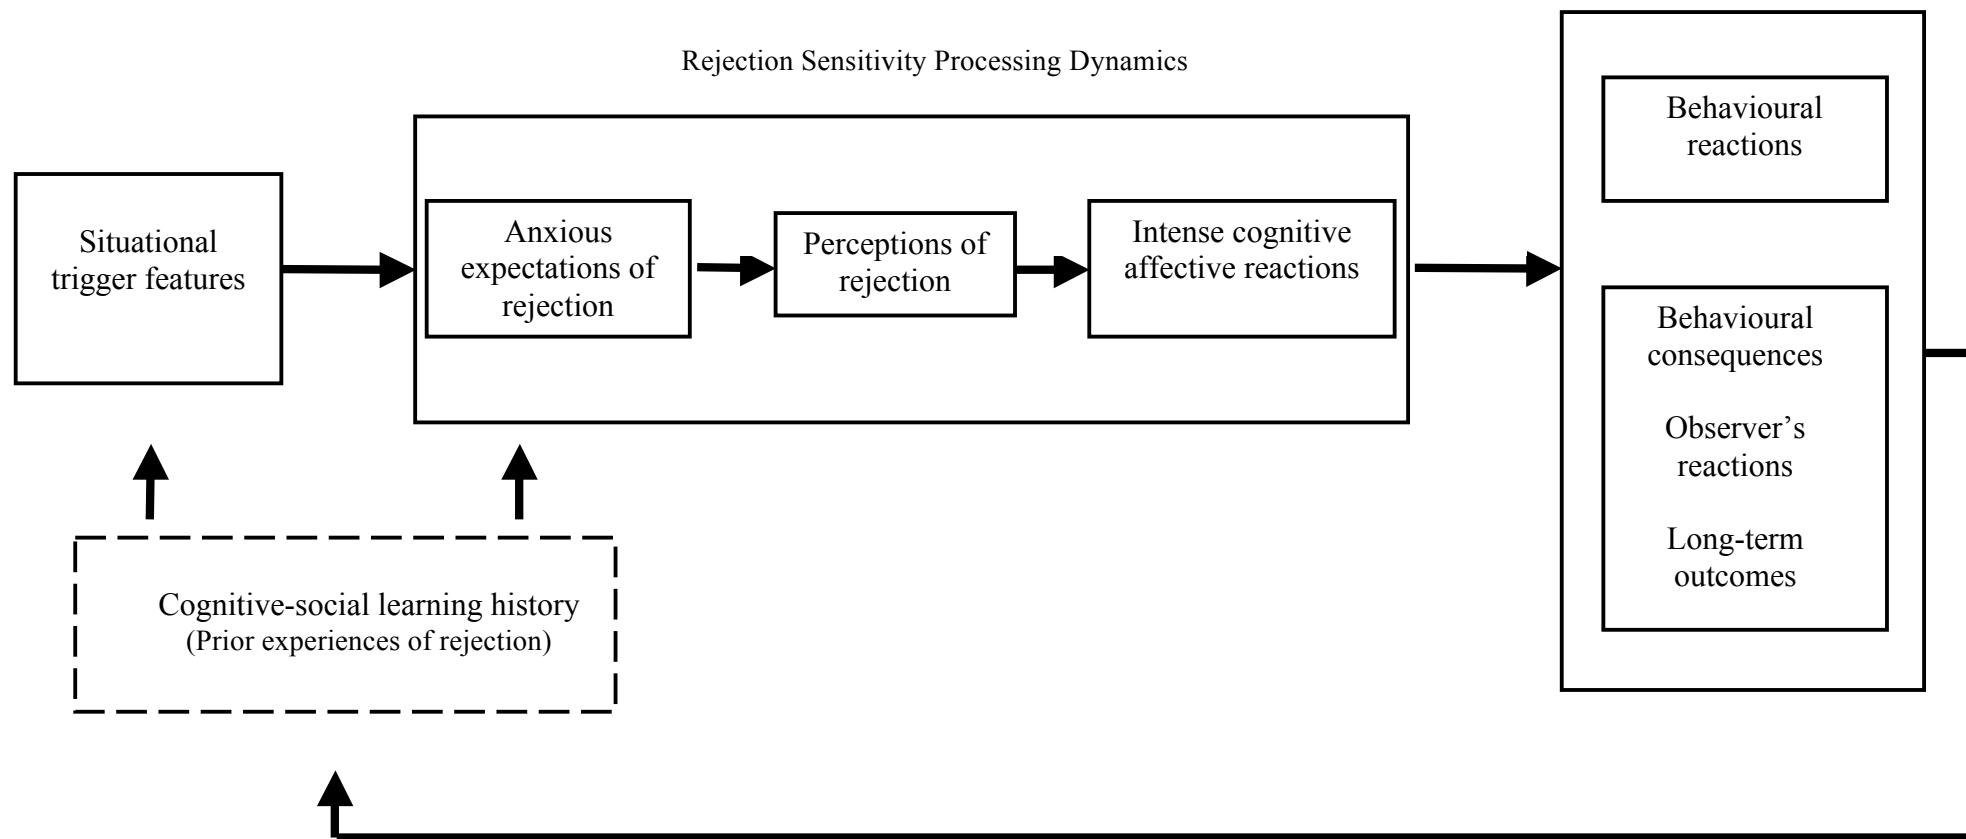 Rejection Sensitivity Processing Dynamics
Situational
trigger features
Anxious
expectations of
rejection
Perceptions of
rejection
Intense cognitive
affective reactions
Behavioural
reactions
Behavioural
consequences
Observer’s
reactions
Long-term
outcomes
Cognitive-social learning history
(Prior experiences of rejection)